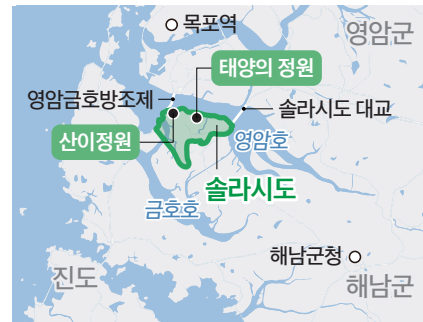 목포역
영암군
태양의 정원
영암금호방조제
솔라시도 대교
산이정원
영암호
솔라시도
금호호
해남군청
진도
해남군